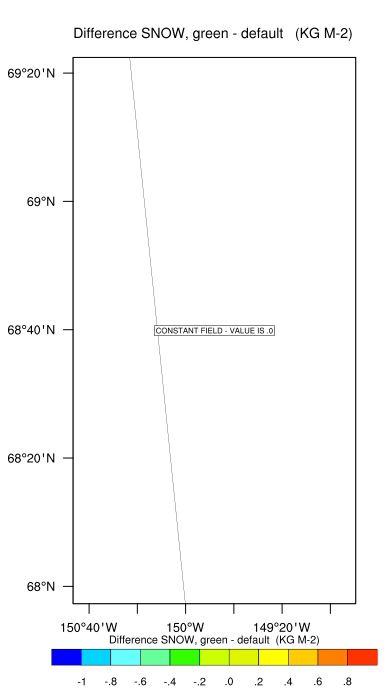 Difference SNOW, green - default (KG M-2)
69°20'N
69°N
CONSTANT FIELD - VALUE IS .0
68°40'N
68°20'N
68°N
150°40'W 150°W 149°20'W
Difference SNOW, green - default (KG M-2)
-1 -.8 -.6 -.4 -.2 .0 .2 .4 .6 .8